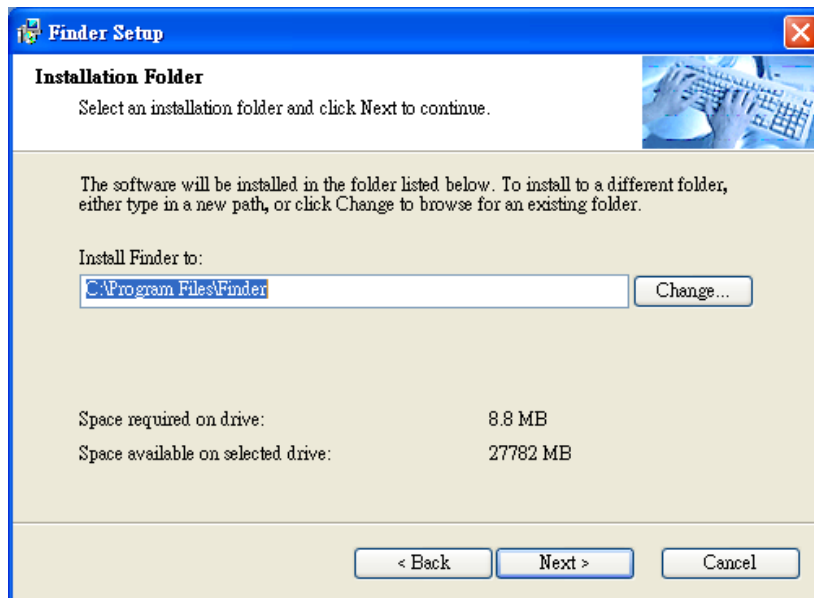 Finder Setup
Installation Folder
Select an installation folder and click Next to continue.
The software will be installed in the folder listed below. To install to a different folder,
either type in a new path, or click Change to browse for an existing folder.
Install Finder to:
C:\Program Files\Finder
Change...
Space required on drive: 8.8 MB
Space available on selected drive: 27782 MB
< Back Next > Cancel